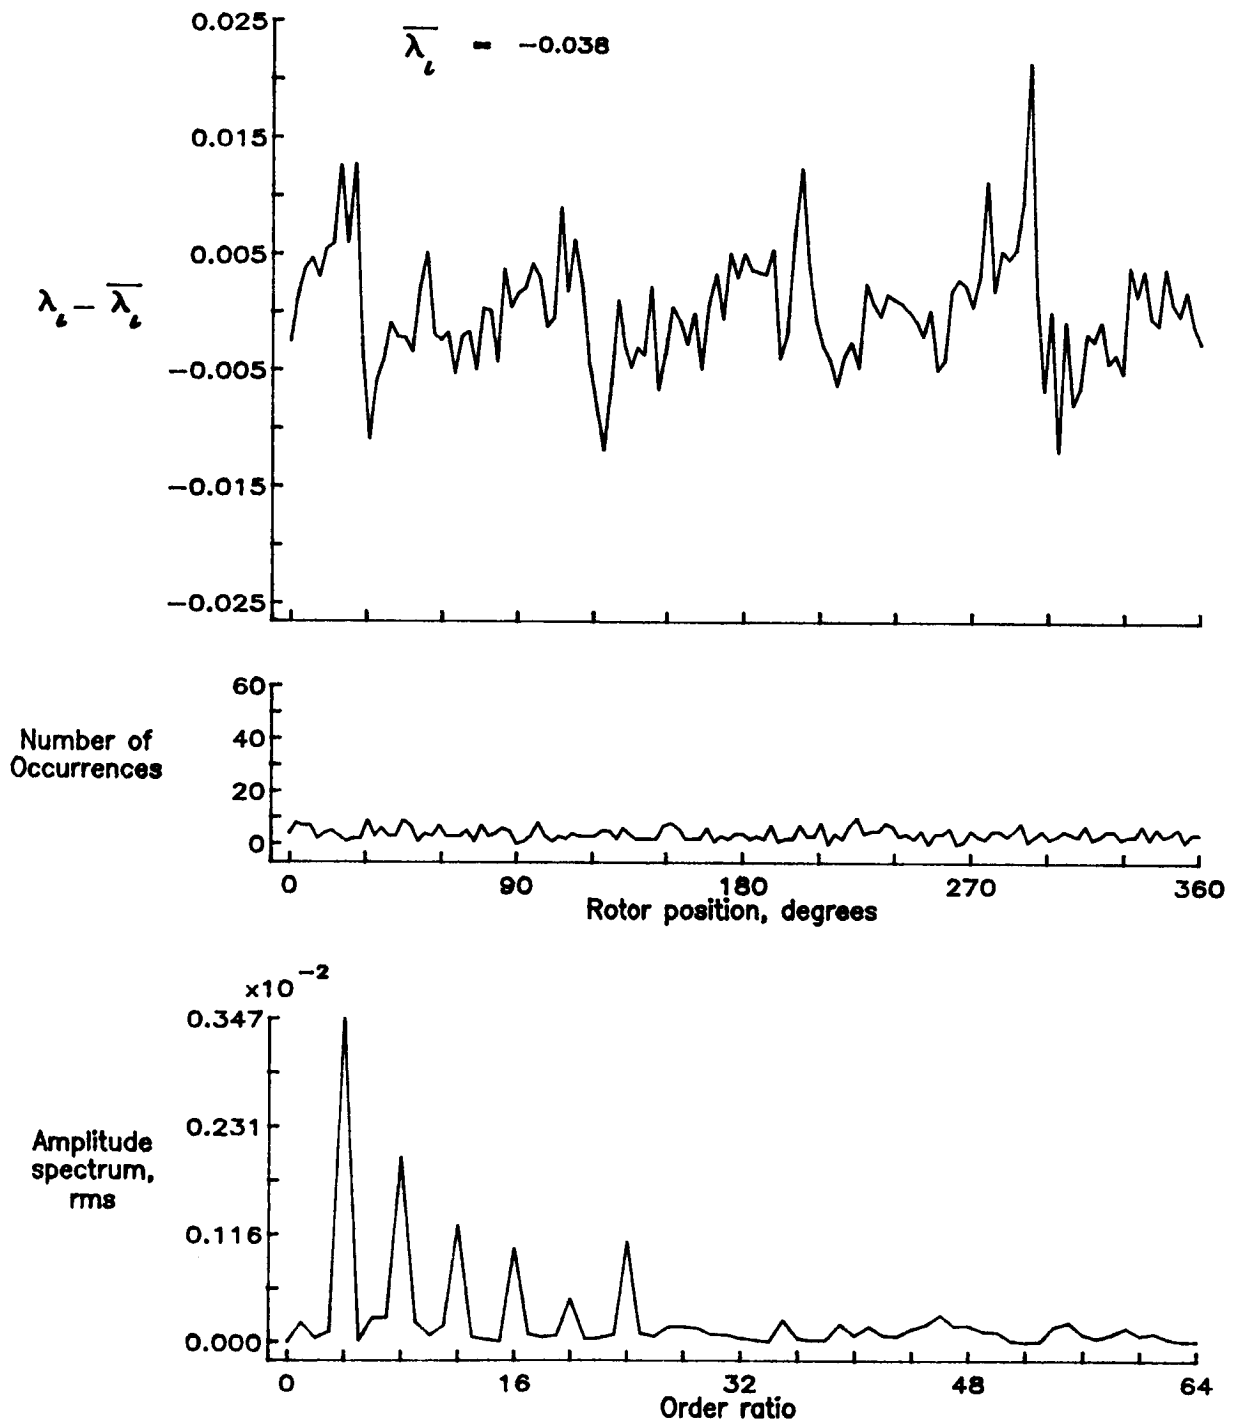 λ̅ι = −0.038
0.025
0.015
0.005
−0.005
−0.015
−0.025
λι − λ̅ι
60
40
20
0
Number of
Occurrences
0 90 180 270 360
Rotor position, degrees
x10⁻²
0.347
0.231
0.116
0.000
Amplitude
spectrum,
rms
0 16 32 48 64
Order ratio